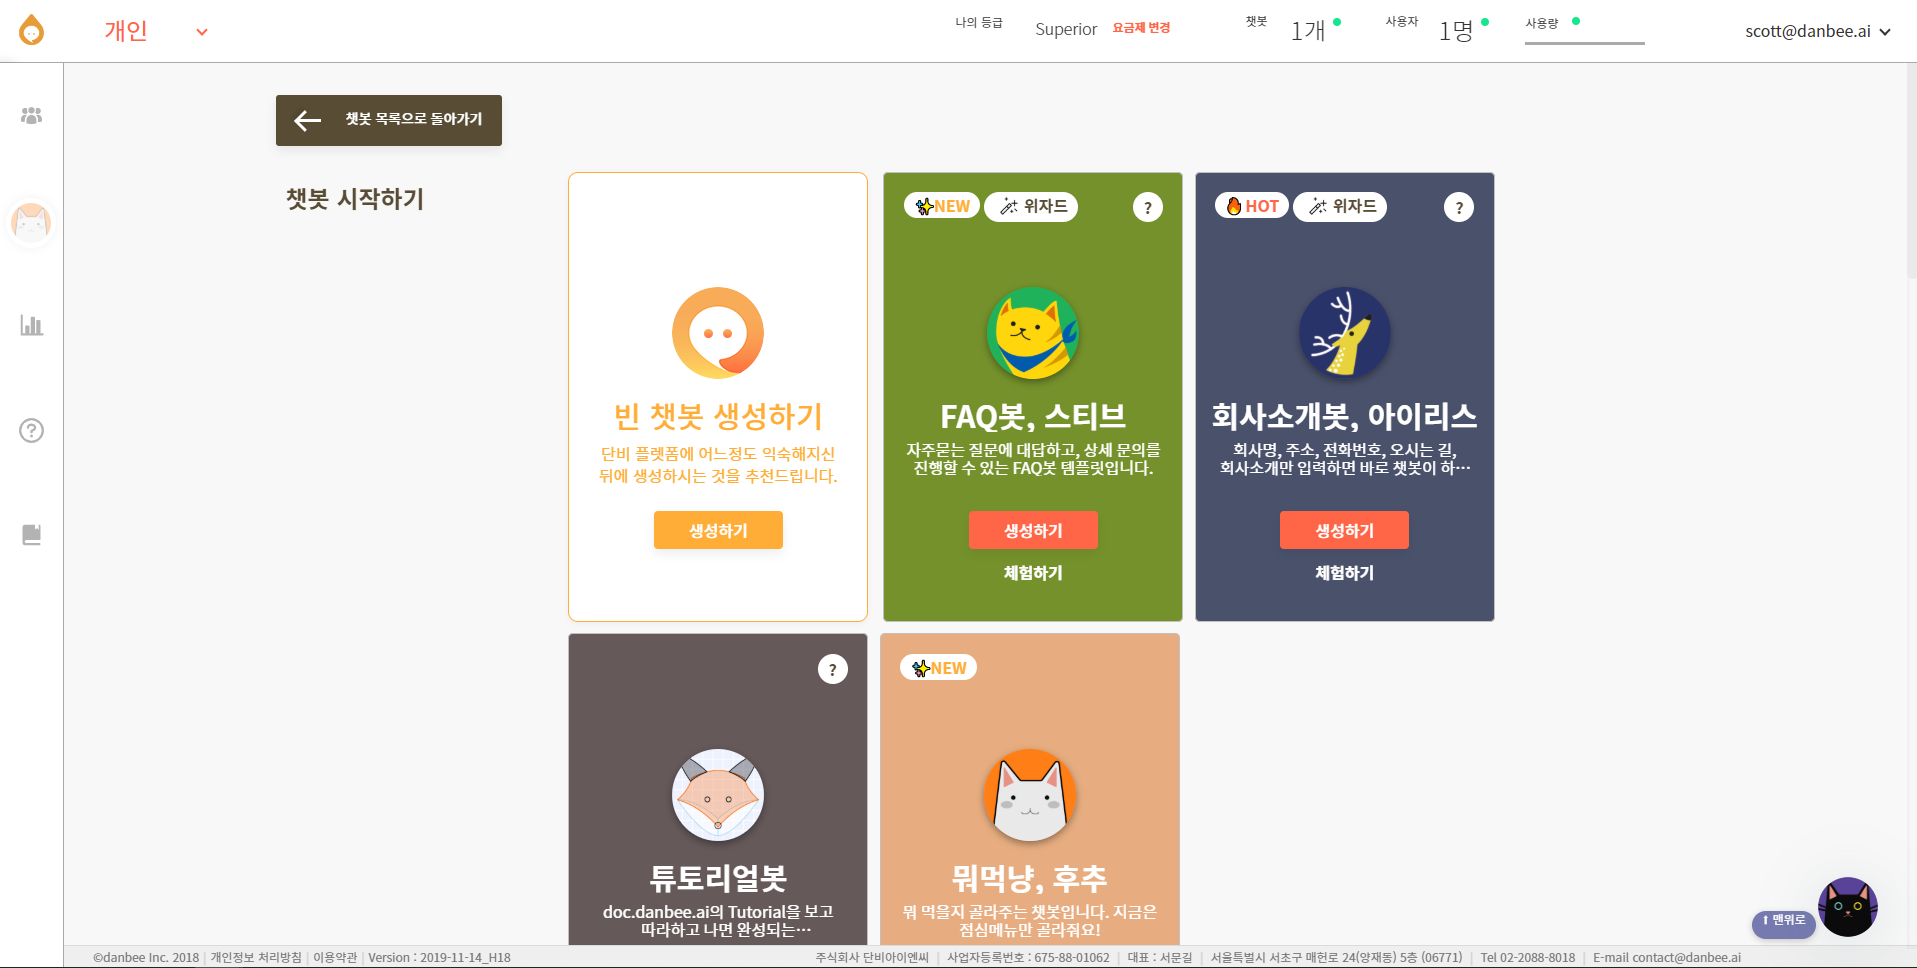 개인
나의 등급
Superior
요금제 변경
챗봇
1개
사용자
1명
사용량
scott@danbee.ai
챗봇 목록으로 돌아가기
챗봇 시작하기
빈 챗봇 생성하기
단비 플랫폼에 어느정도 익숙해지신
뒤에 생성하시는 것을 추천드립니다.
생성하기
NEW
위자드
?
FAQ봇, 스티브
자주묻는 질문에 대답하고, 상세 문의를
진행할 수 있는 FAQ봇 템플릿입니다.
생성하기
체험하기
HOT
위자드
?
회사소개봇, 아이리스
회사명, 주소, 전화번호, 오시는 길,
회사소개만 입력하면 바로 챗봇이 하···
생성하기
체험하기
?
튜토리얼봇
doc.danbee.ai의 Tutorial을 보고
따라하고 나면 완성되는···
NEW
뭐먹냥, 후추
뭐 먹을지 골라주는 챗봇입니다. 지금은
점심메뉴만 골라줘요!
⬆ 맨위로
©danbee Inc. 2018 | 개인정보 처리방침 | 이용약관 | Version : 2019-11-14_H18
주식회사 단비아이엔씨 | 사업자등록번호 : 675-88-01062 | 대표 : 서문길 | 서울특별시 서초구 매헌로 24(양재동) 5층 (06771) | Tel 02-2088-8018 | E-mail contact@danbee.ai